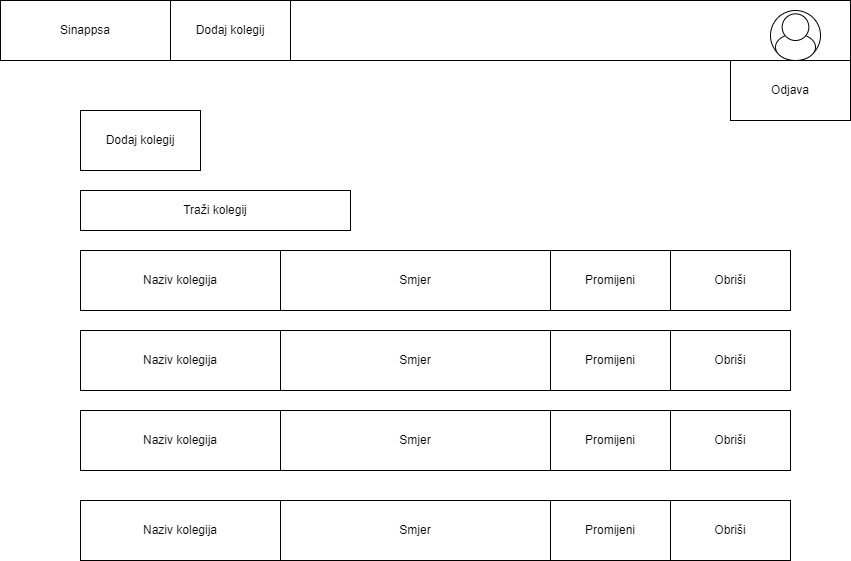 Sinappsa
Dodaj kolegij
Odjava
Dodaj kolegij
Traži kolegij
Naziv kolegija
Smjer
Promijeni
Obriši
Naziv kolegija
Smjer
Promijeni
Obriši
Naziv kolegija
Smjer
Promijeni
Obriši
Naziv kolegija
Smjer
Promijeni
Obriši